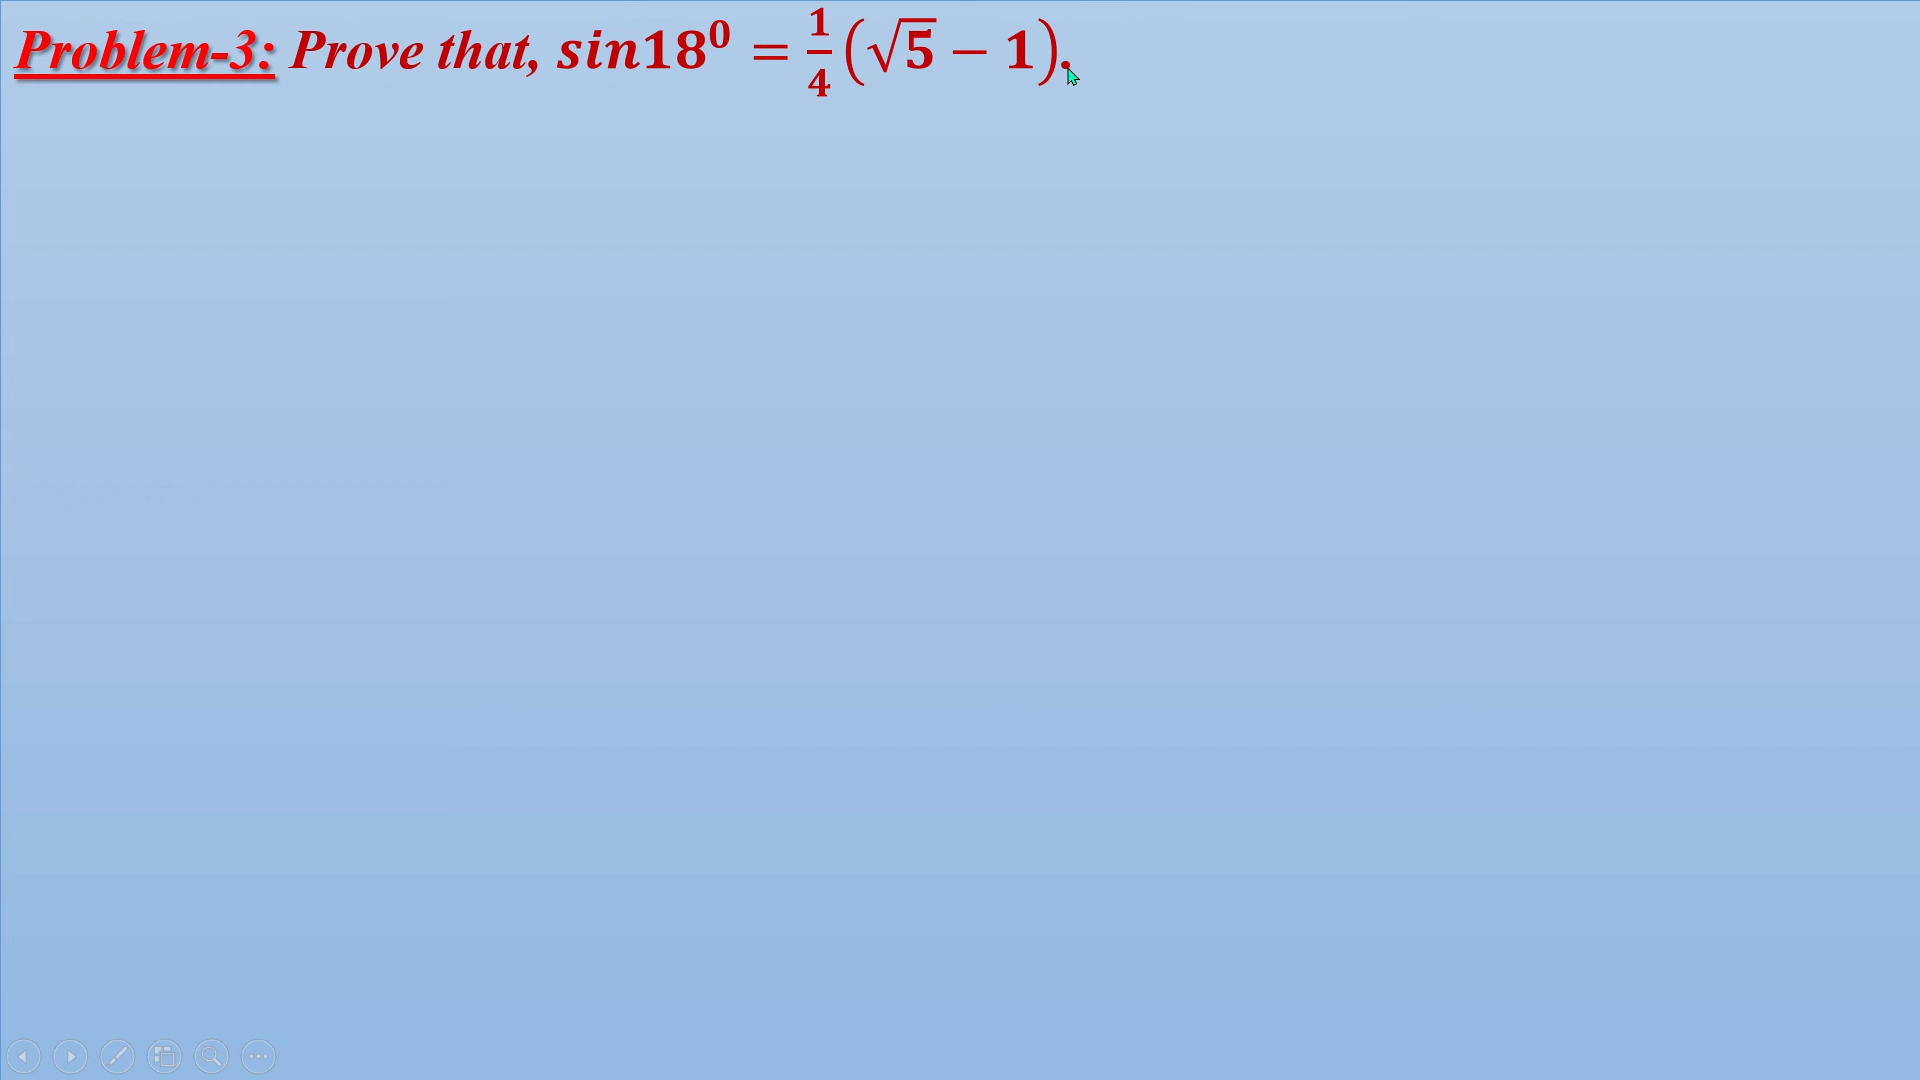 Problem-3: Prove that, sin18⁰ = 1/4 (√5 − 1).